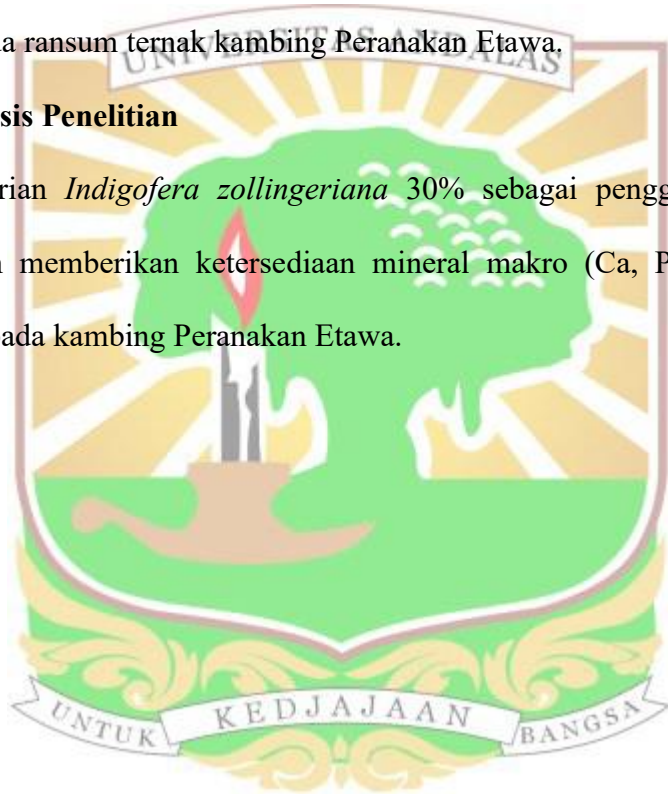 a ransum ternak kambing Peranakan Etawa.
UNIVERSITAS ANDALAS
sis Penelitian
rian Indigofera zollingeriana 30% sebagai pengg
memberikan ketersediaan mineral makro (Ca, P
ada kambing Peranakan Etawa.
UNTUK KEDJAJAAN BANGSA